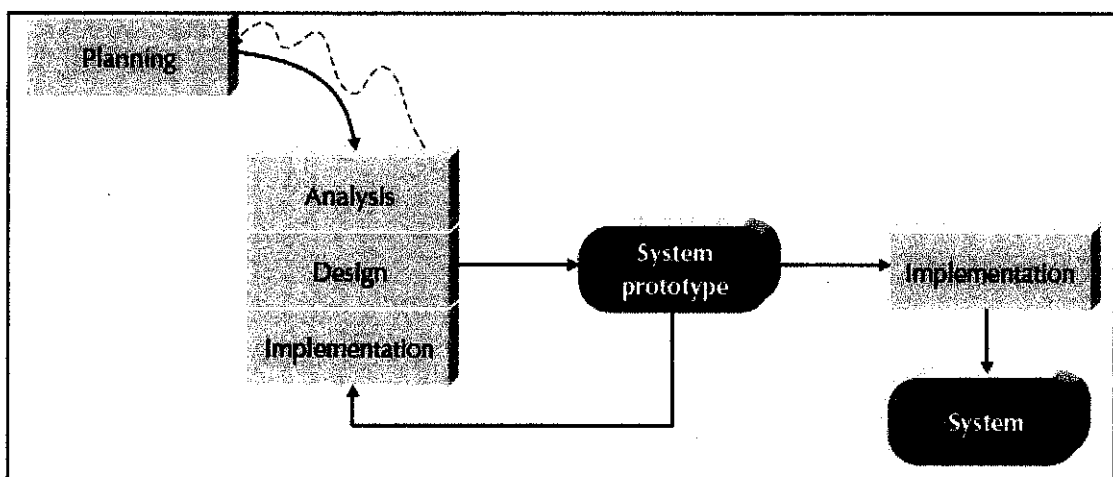 Planning
Analysis
Design
Implementation
System
prototype
Implementation
System